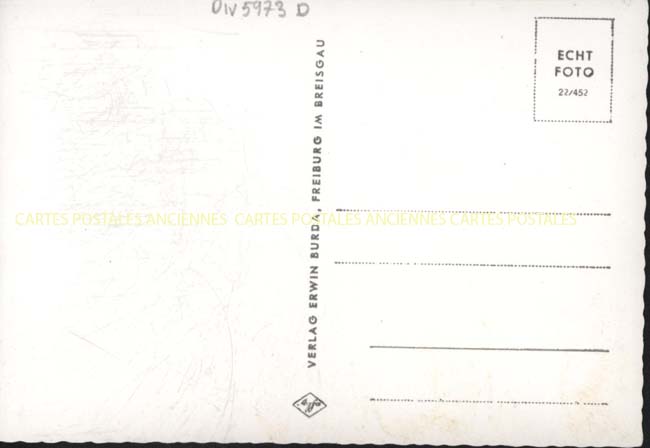 DIV 5973 D
ECHT
FOTO
22/452
VERLAG ERWIN BURDA, FREIBURG IM BREISGAU
CARTES POSTALES ANCIENNES CARTES POSTALES ANCIENNES CARTES POSTALES